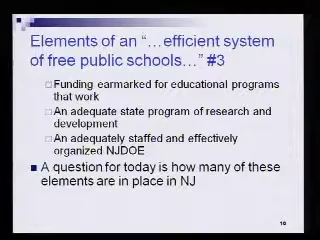 Elements of an “…efficient system
of free public schools…” #3
Funding earmarked for educational programs
that work
An adequate state program of research and
development
An adequately staffed and effectively
organized NJDOE
A question for today is how many of these
elements are in place in NJ